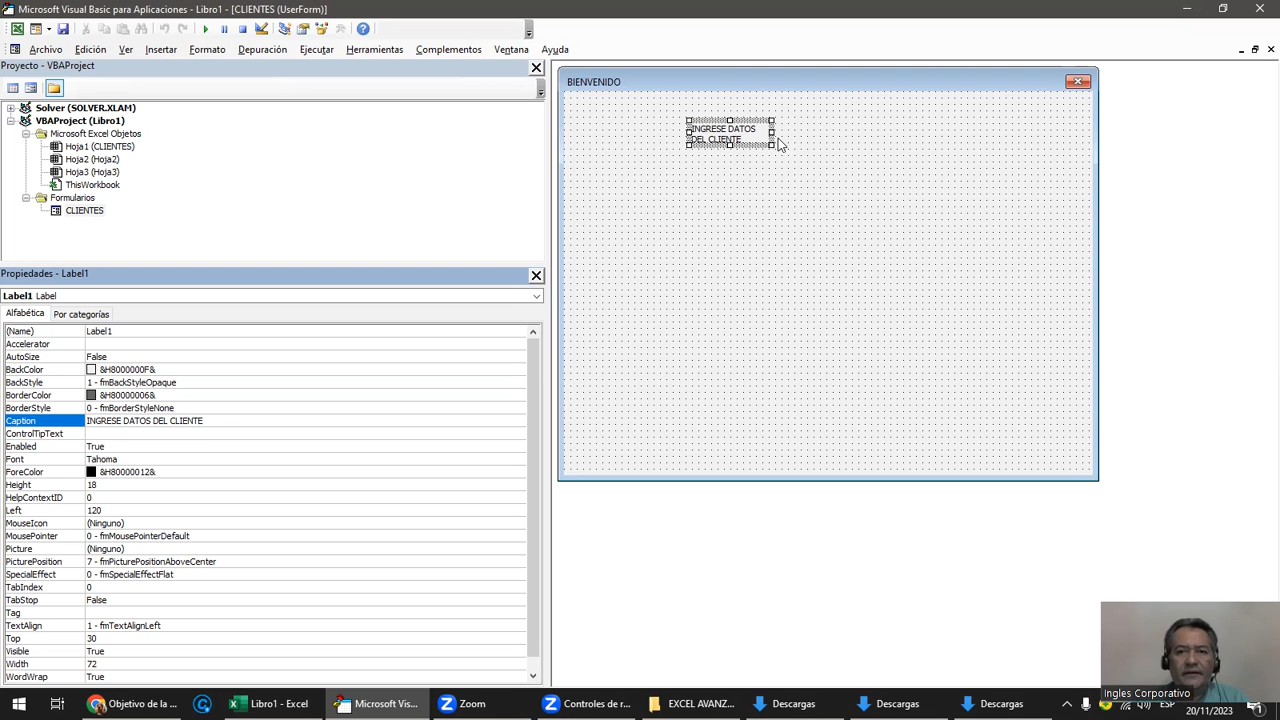 Microsoft Visual Basic para Aplicaciones - Libro1 - [CLIENTES (UserForm)]
Archivo Edición Ver Insertar Formato Depuración Ejecutar Herramientas Complementos Ventana Ayuda
Proyecto - VBAProject
Solver (SOLVER.XLAM)
VBAProject (Libro1)
Microsoft Excel Objetos
Hoja1 (CLIENTES)
Hoja2 (Hoja2)
Hoja3 (Hoja3)
ThisWorkbook
Formularios
CLIENTES
Propiedades - Label1
Label1 Label
Alfabética Por categorías
(Name) Label1
Accelerator
AutoSize False
BackColor &H8000000F&
BackStyle 1 - fmBackStyleOpaque
BorderColor &H80000006&
BorderStyle 0 - fmBorderStyleNone
Caption INGRESE DATOS DEL CLIENTE
ControlTipText
Enabled True
Font Tahoma
ForeColor &H80000012&
Height 18
HelpContextID 0
Left 120
MouseIcon (Ninguno)
MousePointer 0 - fmMousePointerDefault
Picture (Ninguno)
PicturePosition 7 - fmPicturePositionAboveCenter
SpecialEffect 0 - fmSpecialEffectFlat
TabIndex 0
TabStop False
Tag
TextAlign 1 - fmTextAlignLeft
Top 30
Visible True
Width 72
WordWrap True
BIENVENIDO
INGRESE DATOS
DEL CLIENTE
Ingles Corporativo
Objetivo de la ... Libro1 - Excel Microsoft Vis... Zoom Controles de r... EXCEL AVANZ... Descargas Descargas Descargas ESP
20/11/2023